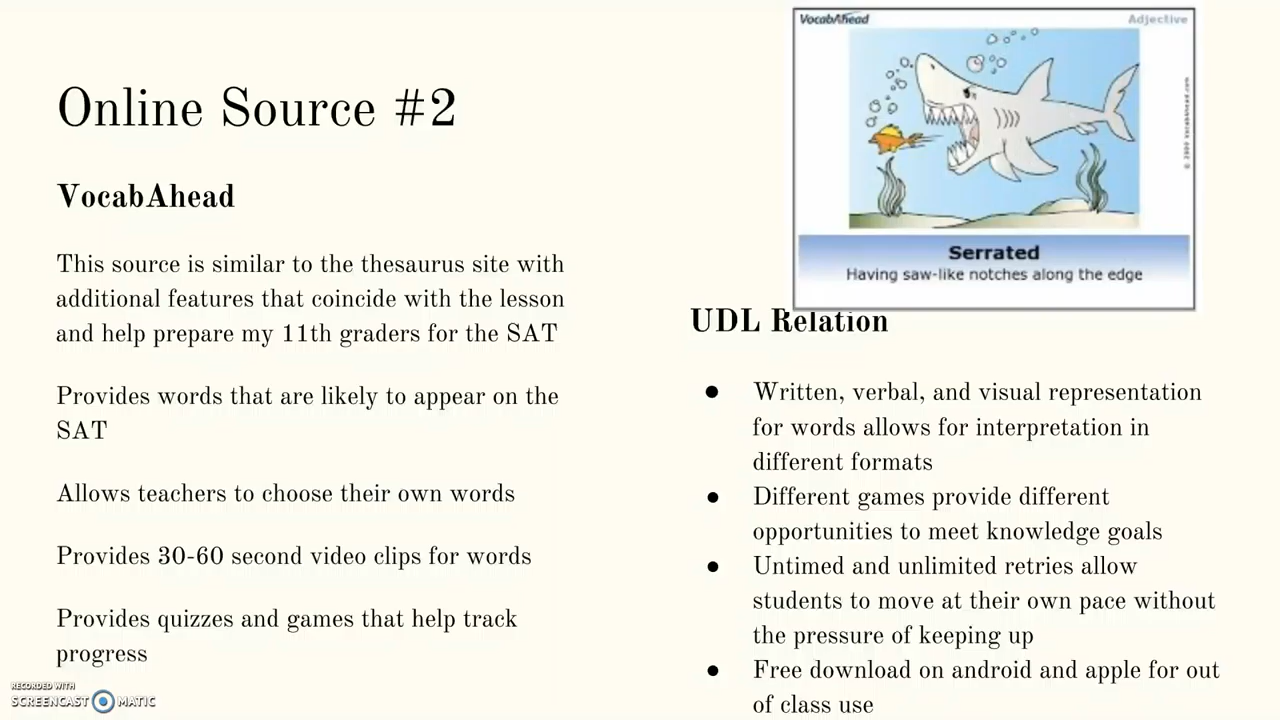 Online Source #2
VocabAhead
This source is similar to the thesaurus site with
additional features that coincide with the lesson
and help prepare my 11th graders for the SAT
Provides words that are likely to appear on the
SAT
Allows teachers to choose their own words
Provides 30-60 second video clips for words
Provides quizzes and games that help track
progress
VocabAhead
Adjective
© 2009 VocabAhead.com
Serrated
Having saw-like notches along the edge
UDL Relation
● Written, verbal, and visual representation
for words allows for interpretation in
different formats
● Different games provide different
opportunities to meet knowledge goals
● Untimed and unlimited retries allow
students to move at their own pace without
the pressure of keeping up
● Free download on android and apple for out
of class use
RECORDED WITH
SCREENCAST MATIC